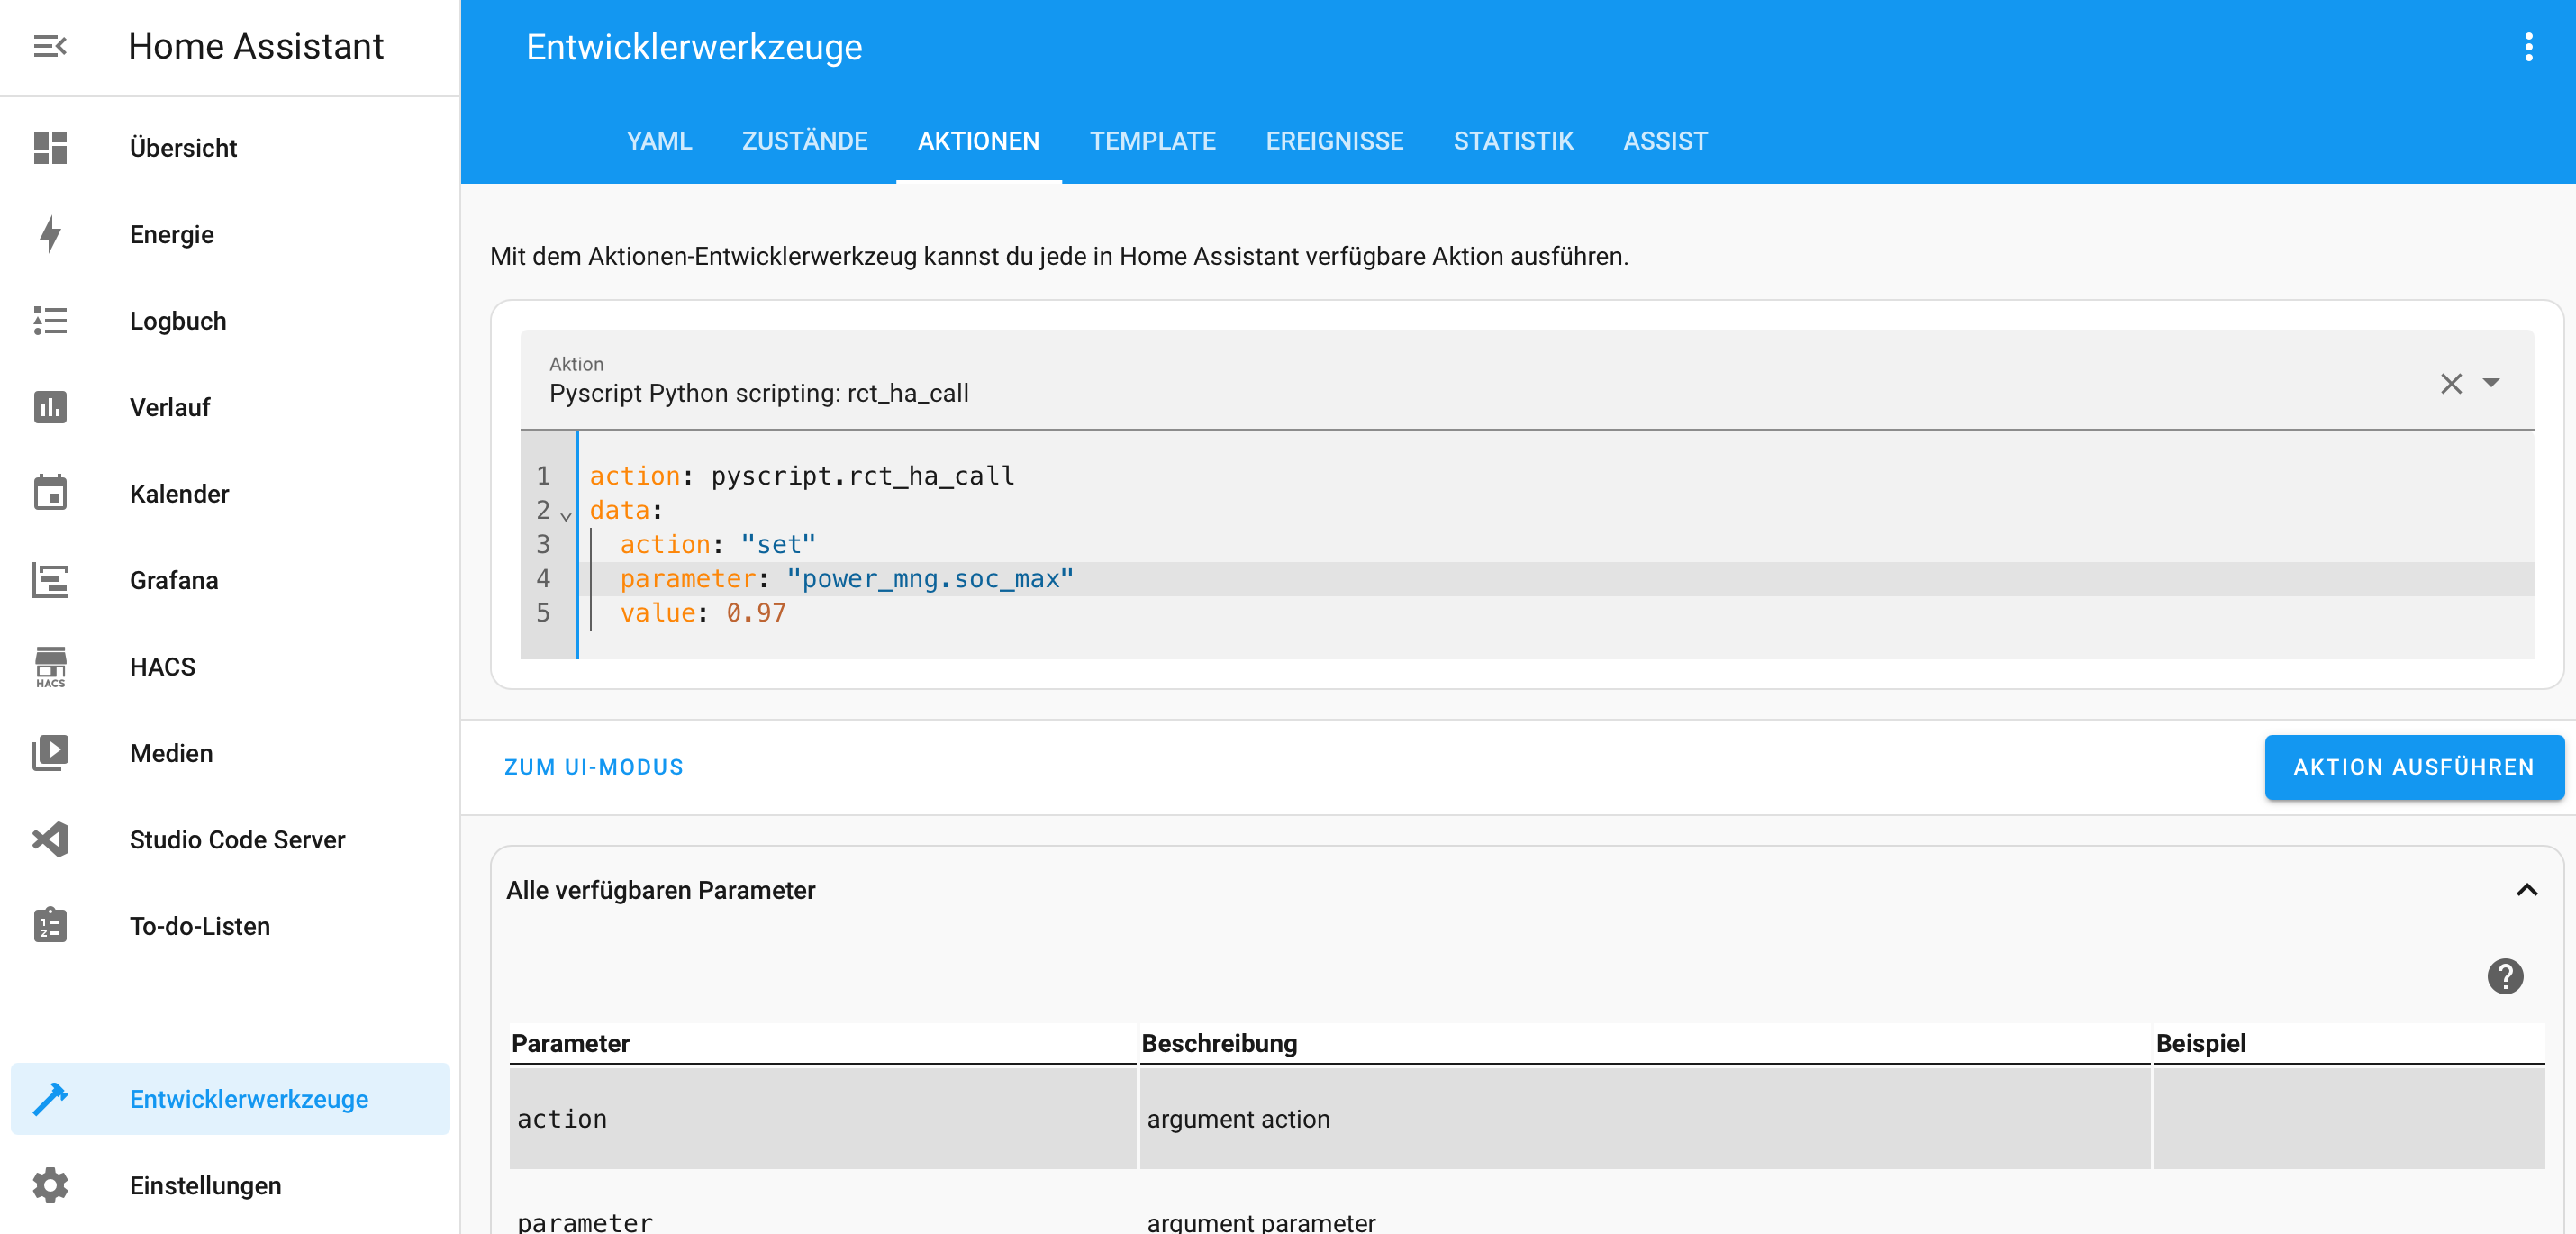 Home Assistant
Übersicht
Energie
Logbuch
Verlauf
Kalender
Grafana
HACS
HACS
Medien
Studio Code Server
To-do-Listen
Entwicklerwerkzeuge
Einstellungen
Entwicklerwerkzeuge
YAML ZUSTÄNDE AKTIONEN TEMPLATE EREIGNISSE STATISTIK ASSIST
Mit dem Aktionen-Entwicklerwerkzeug kannst du jede in Home Assistant verfügbare Aktion ausführen.
Aktion
Pyscript Python scripting: rct_ha_call
1 action: pyscript.rct_ha_call
2 data:
3 action: "set"
4 parameter: "power_mng.soc_max"
5 value: 0.97
ZUM UI-MODUS AKTION AUSFÜHREN
Alle verfügbaren Parameter
Parameter Beschreibung Beispiel
action argument action
parameter argument parameter